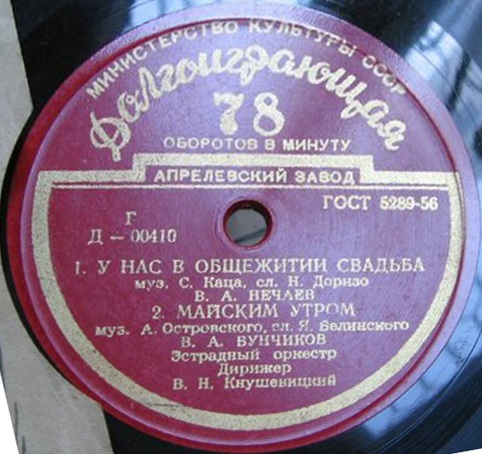 МИНИСТЕРСТВО КУЛЬТУРЫ СССР
Долгоиграющая
78
ОБОРОТОВ В МИНУТУ
АПРЕЛЕВСКИЙ ЗАВОД
ГОСТ 5289-56
Г
Д — 00410
1. У НАС В ОБЩЕЖИТИИ СВАДЬБА
муз. С. Каца, сл. Н. Доризо
В. А. НЕЧАЕВ
2. МАЙСКИМ УТРОМ
муз. А. Островского, сл. Я. Белинского
В. А. БУНЧИКОВ
Эстрадный оркестр
Дирижер
В. Н. Кнушевицкий